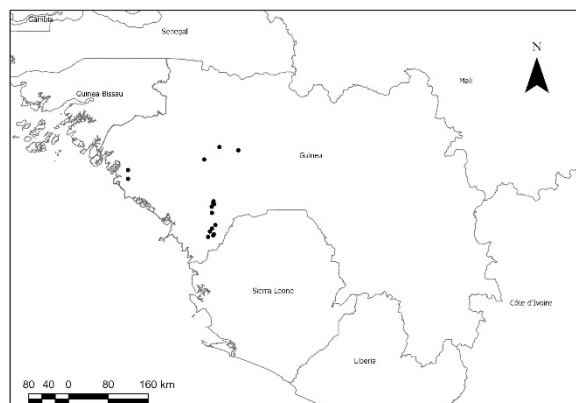 Gambia
Senegal
N
Mali
Guinea Bissau
Guinea
Sierra Leone
Côte d'Ivoire
Liberia
80 40 0 80 160 km